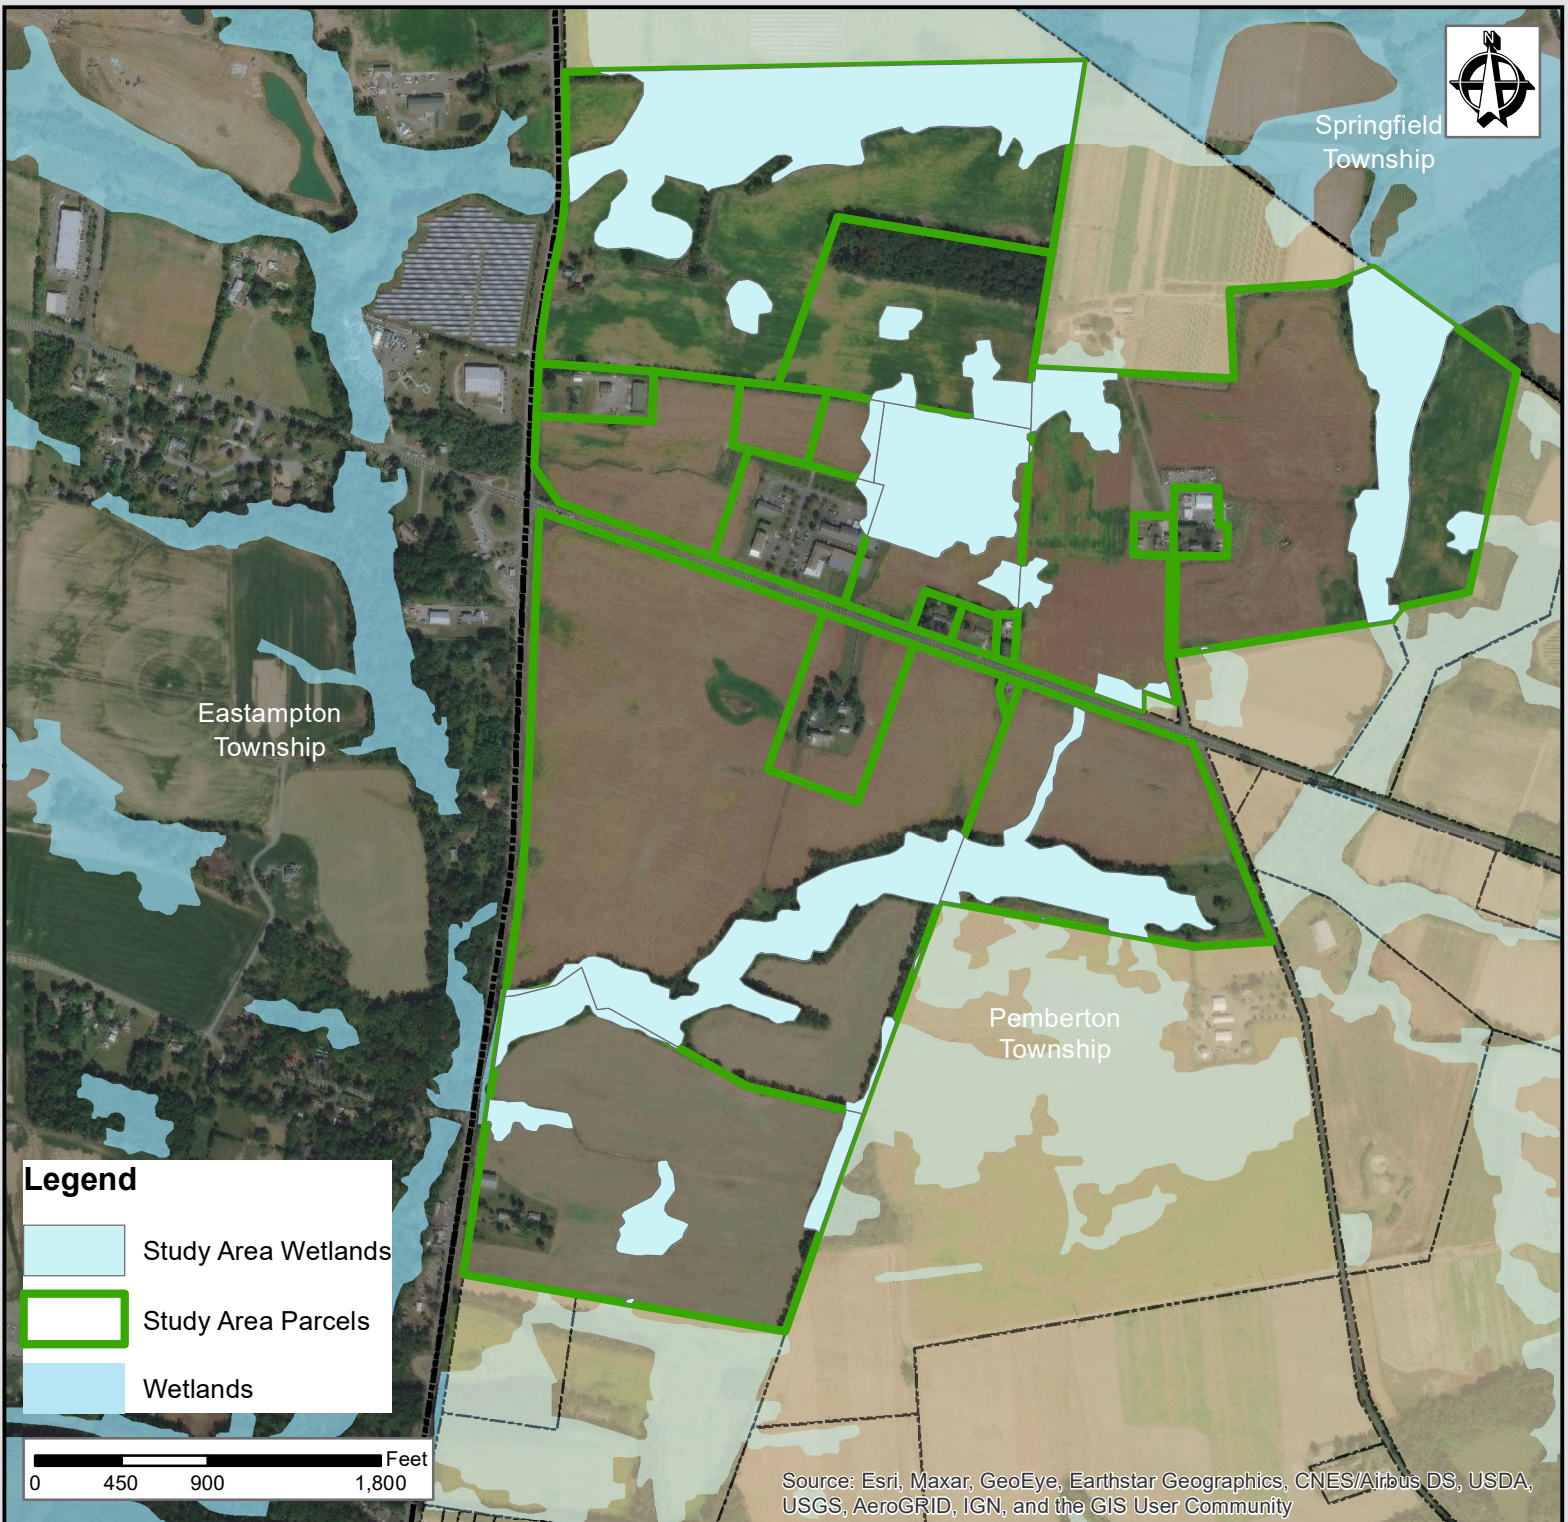 N
Springfield
Township
Eastampton
Township
Pemberton
Township
Legend
Study Area Wetlands
Study Area Parcels
Wetlands
Feet
0 450 900 1,800
Source: Esri, Maxar, GeoEye, Earthstar Geographics, CNES/Airbus DS, USDA,
USGS, AeroGRID, IGN, and the GIS User Community